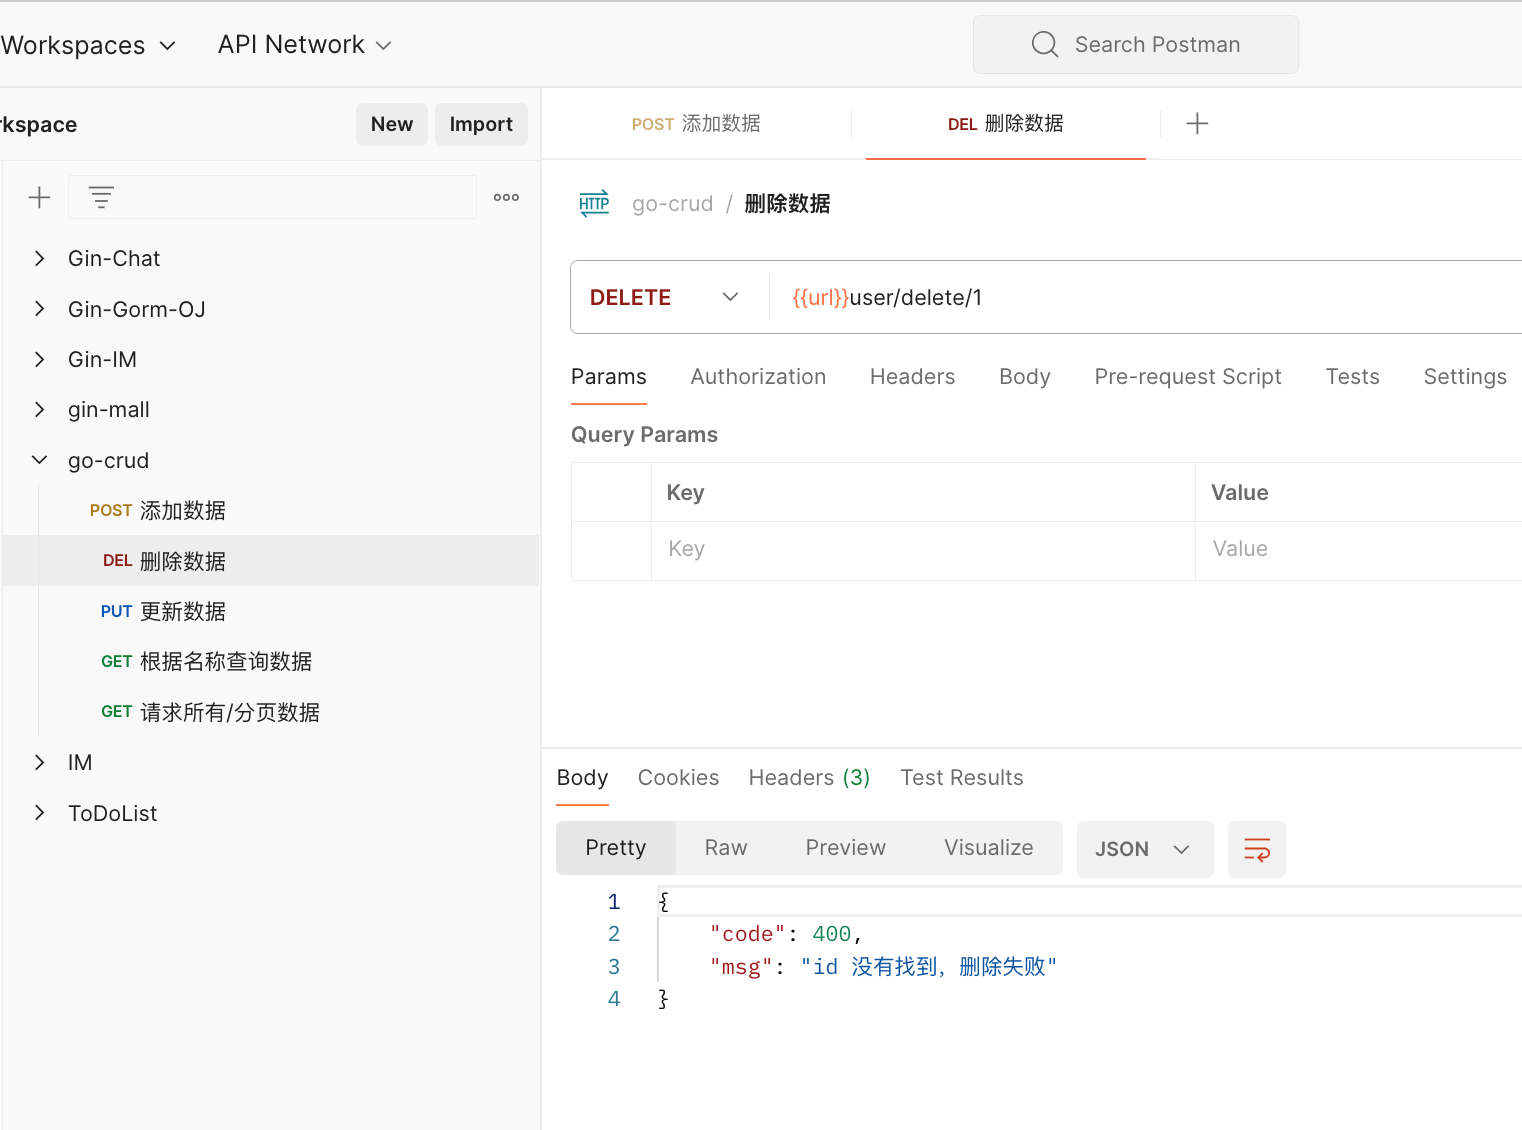 Workspaces API Network Search Postman
rkspace New Import
POST 添加数据 DEL 删除数据
HTTP go-crud / 删除数据
Gin-Chat
Gin-Gorm-OJ
Gin-IM
gin-mall
go-crud
POST 添加数据
DEL 删除数据
PUT 更新数据
GET 根据名称查询数据
GET 请求所有/分页数据
IM
ToDoList
DELETE {{url}}user/delete/1
Params Authorization Headers Body Pre-request Script Tests Settings
Query Params
Key Value
Key Value
Body Cookies Headers (3) Test Results
Pretty Raw Preview Visualize JSON
1 {
2 "code": 400,
3 "msg": "id 没有找到，删除失败"
4 }